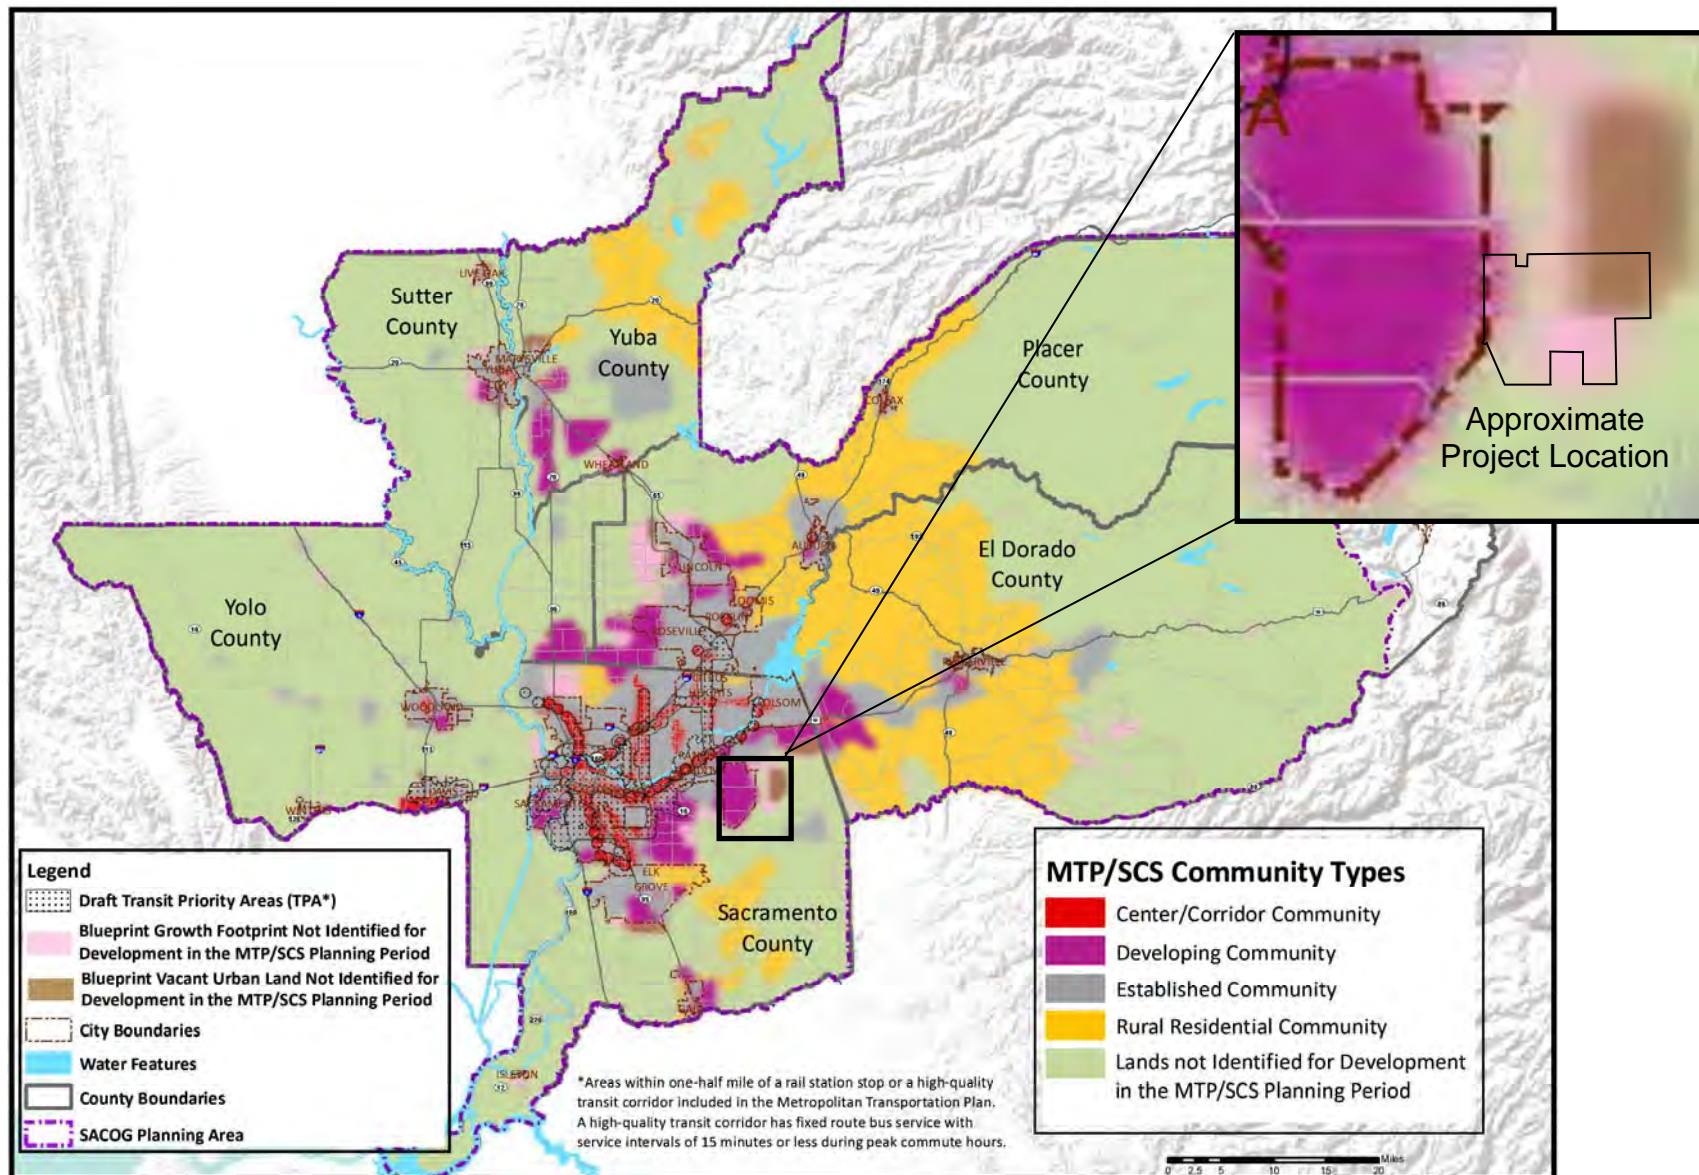 A
Approximate
Project Location
Sutter
County
Yuba
County
Placer
County
El Dorado
County
Yolo
County
Sacramento
County
LIVE OAK
MARYSVILLE
YUBA
CITY
WHEATLAND
COLFAX
AUBURN
LINCOLN
LOOMIS
ROCKLIN
ROSEVILLE
CITRUS
HEIGHTS
FOLSOM
PLACERVILLE
WOODLAND
DAVIS
WINTERS
SACRAMENTO
ELK
GROVE
GALT
ISLETON
Legend
Draft Transit Priority Areas (TPA*)
Blueprint Growth Footprint Not Identified for
Development in the MTP/SCS Planning Period
Blueprint Vacant Urban Land Not Identified for
Development in the MTP/SCS Planning Period
City Boundaries
Water Features
County Boundaries
SACOG Planning Area
*Areas within one-half mile of a rail station stop or a high-quality
transit corridor included in the Metropolitan Transportation Plan.
A high-quality transit corridor has fixed route bus service with
service intervals of 15 minutes or less during peak commute hours.
MTP/SCS Community Types
Center/Corridor Community
Developing Community
Established Community
Rural Residential Community
Lands not Identified for Development
in the MTP/SCS Planning Period
Miles
0 2.5 5 10 15 20